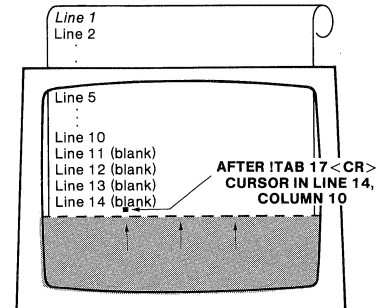 Line 1
Line 2
Line 5
Line 10
Line 11 (blank)
Line 12 (blank)
Line 13 (blank)
Line 14 (blank)
AFTER !TAB 17<CR>
CURSOR IN LINE 14,
COLUMN 10